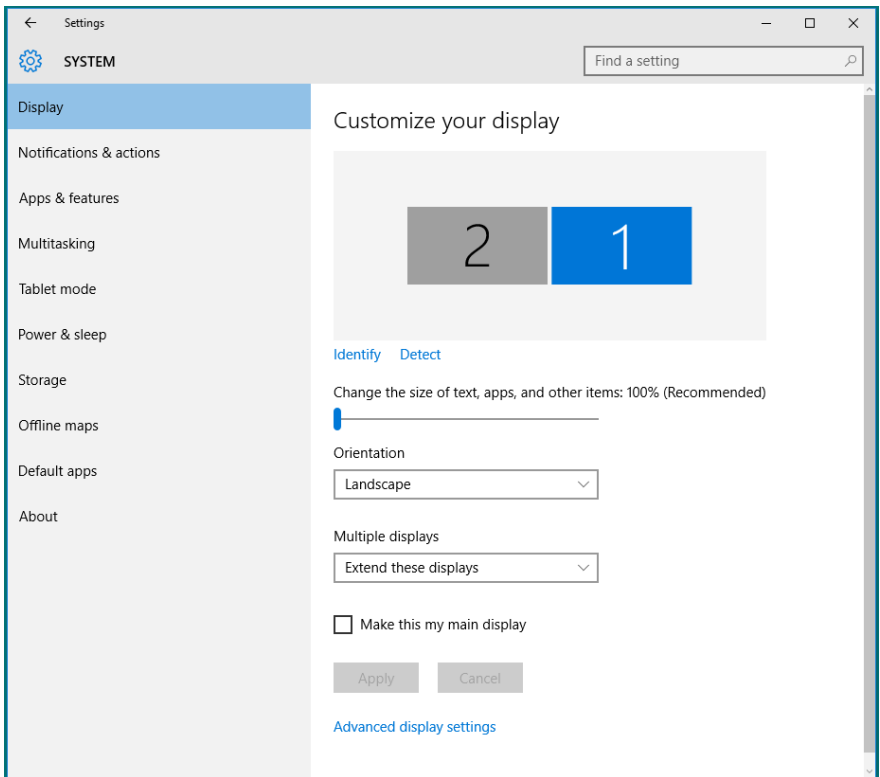 Settings
SYSTEM
Find a setting
Display
Notifications & actions
Apps & features
Multitasking
Tablet mode
Power & sleep
Storage
Offline maps
Default apps
About
Customize your display
2 1
Identify Detect
Change the size of text, apps, and other items: 100% (Recommended)
Orientation
Landscape
Multiple displays
Extend these displays
Make this my main display
Apply Cancel
Advanced display settings